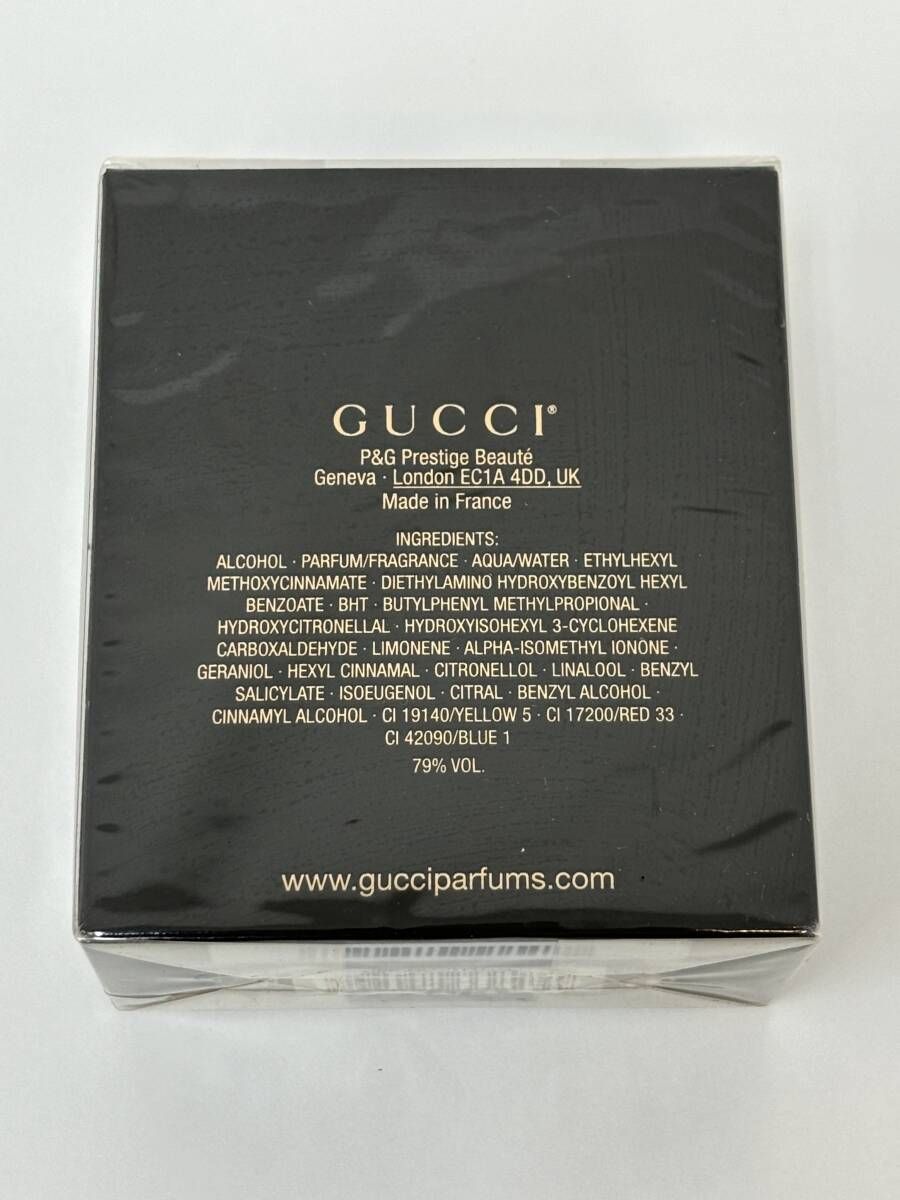 GUCCI®
P&G Prestige Beauté
Geneva · London EC1A 4DD, UK
Made in France
INGREDIENTS:
ALCOHOL · PARFUM/FRAGRANCE · AQUA/WATER · ETHYLHEXYL
METHOXYCINNAMATE · DIETHYLAMINO HYDROXYBENZOYL HEXYL
BENZOATE · BHT · BUTYLPHENYL METHYLPROPIONAL ·
HYDROXYCITRONELLAL · HYDROXYISOHEXYL 3-CYCLOHEXENE
CARBOXALDEHYDE · LIMONENE · ALPHA-ISOMETHYL IONONE ·
GERANIOL · HEXYL CINNAMAL · CITRONELLOL · LINALOOL · BENZYL
SALICYLATE · ISOEUGENOL · CITRAL · BENZYL ALCOHOL ·
CINNAMYL ALCOHOL · CI 19140/YELLOW 5 · CI 17200/RED 33 ·
CI 42090/BLUE 1
79% VOL.
www.gucciparfums.com